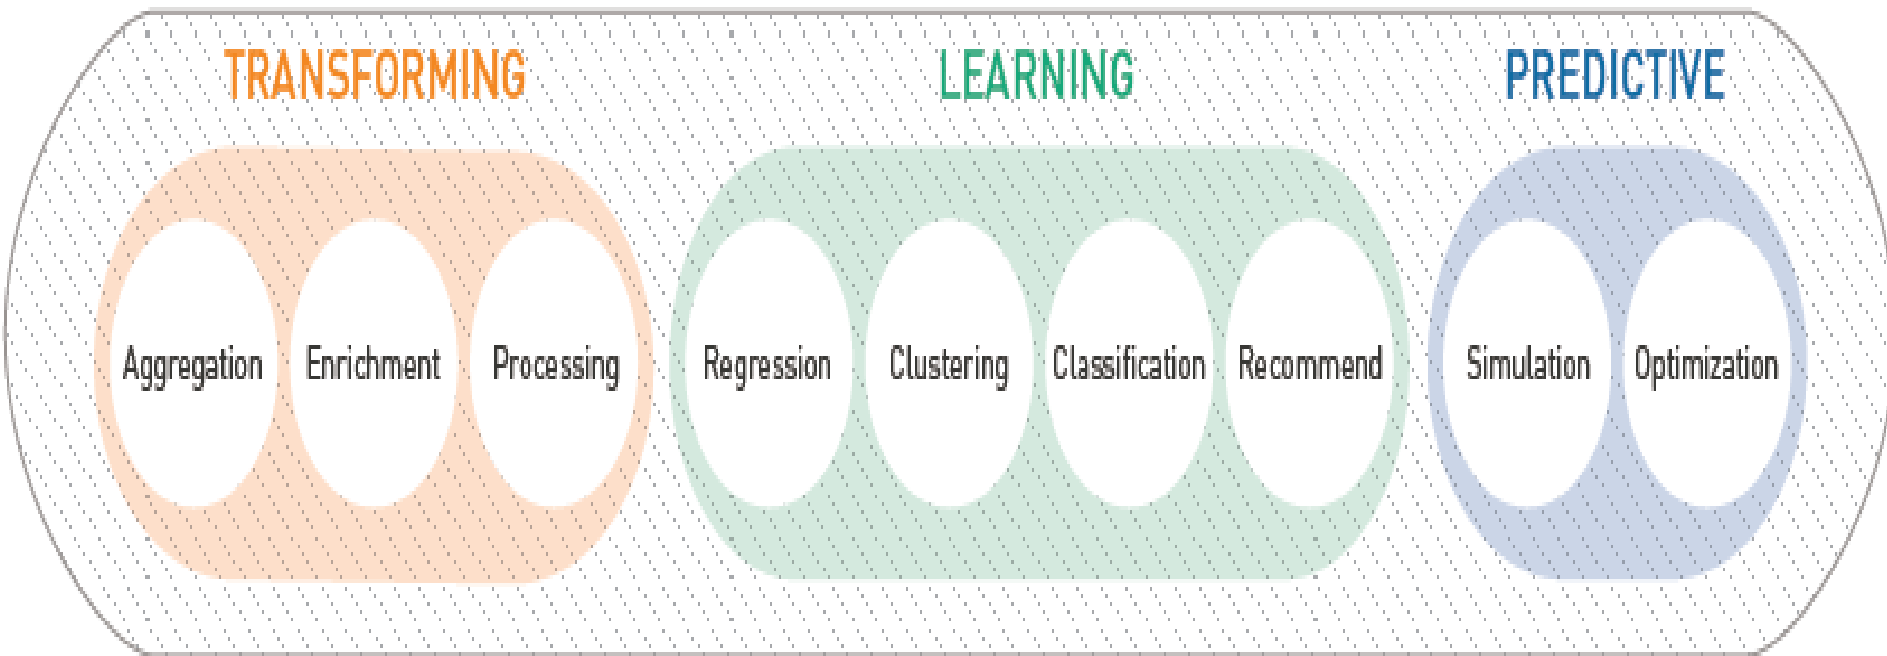 TRANSFORMING
LEARNING
PREDICTIVE
Aggregation
Enrichment
Processing
Regression
Clustering
Classification
Recommend
Simulation
Optimization